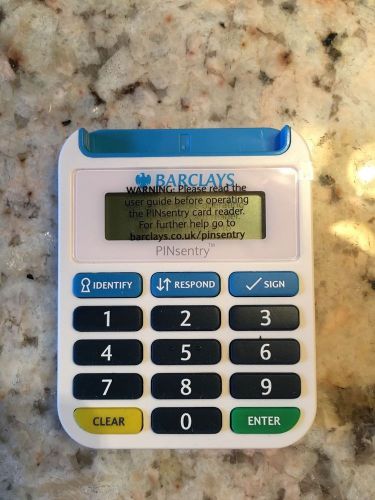 BARCLAYS
WARNING: Please read the
user guide before operating
the PINsentry card reader.
For further help go to
barclays.co.uk/pinsentry
PINsentry™
IDENTIFY RESPOND SIGN
1 2 3
4 5 6
7 8 9
CLEAR 0 ENTER